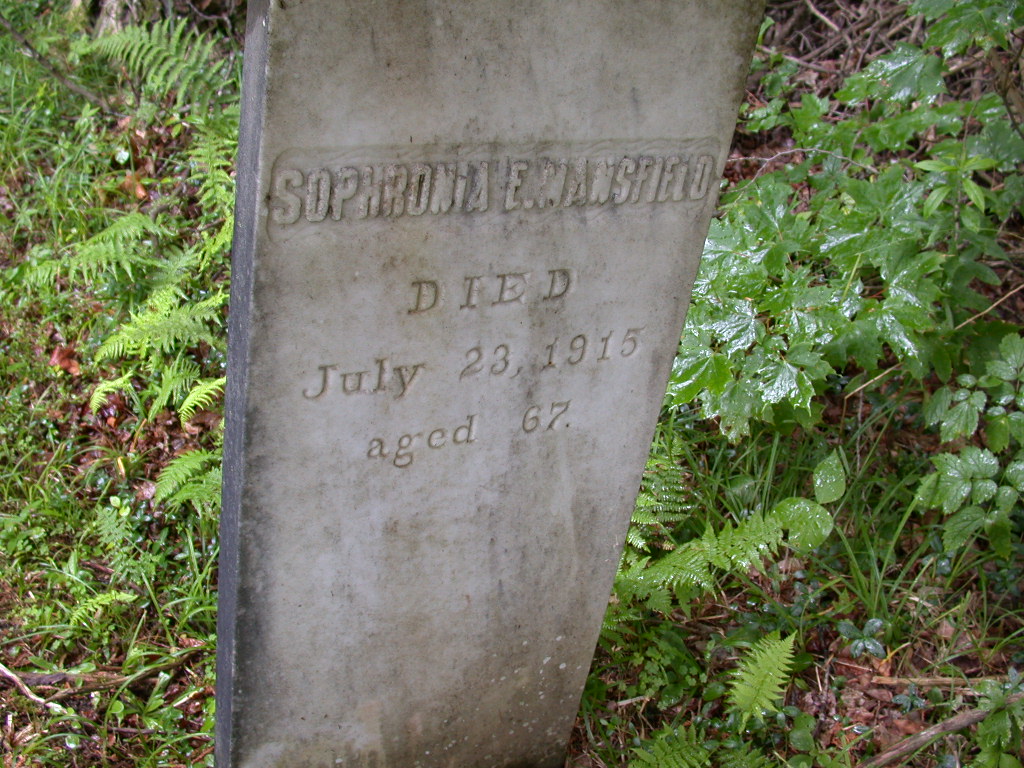 SOPHRONIA E. MANSFIELD
DIED
July 23, 1915
aged 67.